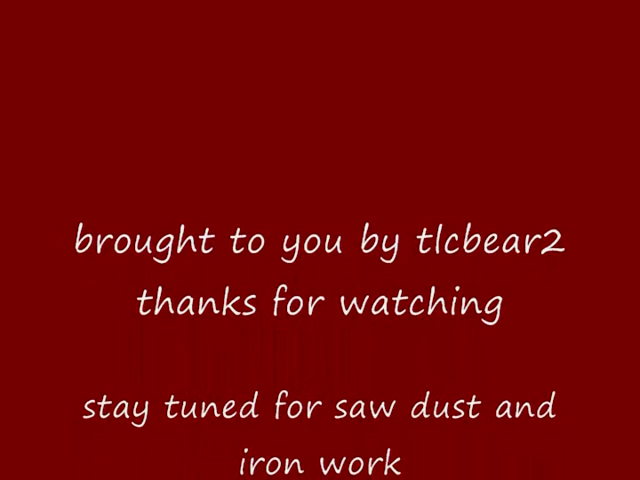 brought to you by tlcbear2
thanks for watching
stay tuned for saw dust and
iron work